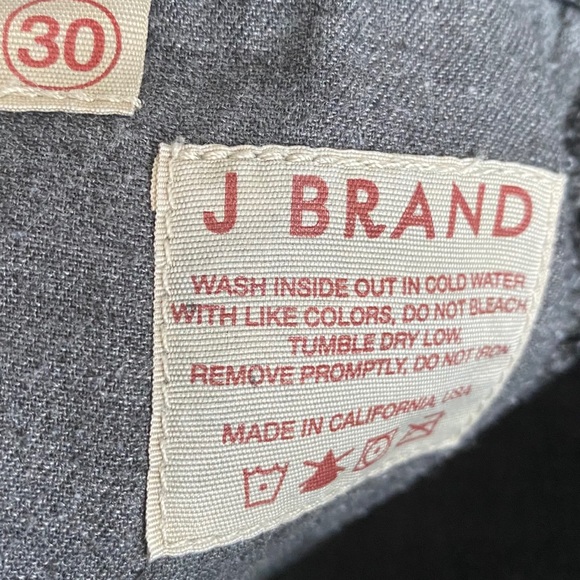 30
J BRAND
WASH INSIDE OUT IN COLD WATER
WITH LIKE COLORS, DO NOT BLEACH
TUMBLE DRY LOW.
REMOVE PROMPTLY, DO NOT IRON.
MADE IN CALIFORNIA, USA